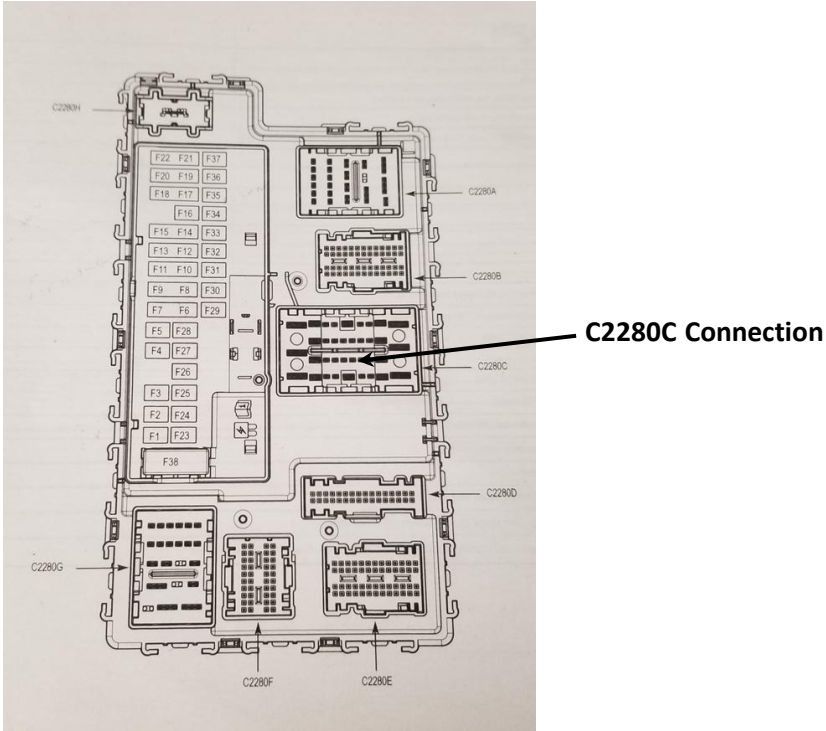 C2280H
F22 F21 F37
F20 F19 F36
F18 F17 F35
C2280A
F16 F34
F15 F14 F33
F13 F12 F32
F11 F10 F31
C2280B
F9 F8 F30
F7 F6 F29
F5 F28
C2280C Connection
F4 F27
F26
C2280C
F3 F25
F2 F24
F1 F23
F38
C2280D
C2280G
C2280F
C2280E